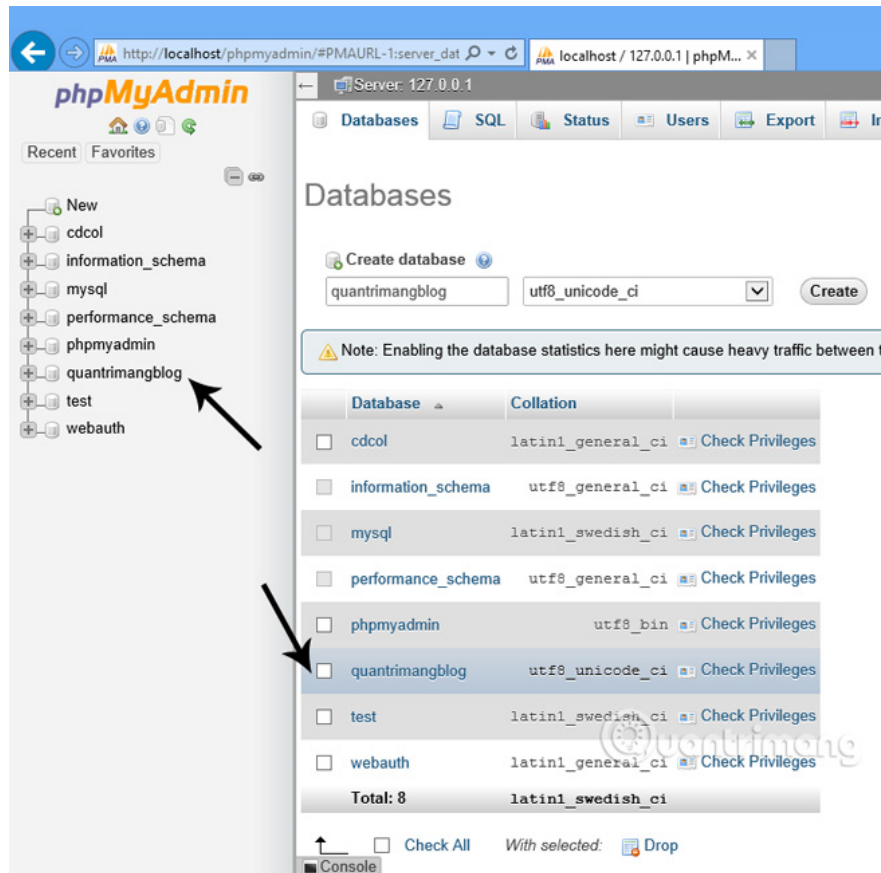 http://localhost/phpmyadmin/#PMAURL-1:server_dat
localhost / 127.0.0.1 | phpM...
phpMyAdmin
Recent Favorites
New
cdcol
information_schema
mysql
performance_schema
phpmyadmin
quantrimangblog
test
webauth
Server: 127.0.0.1
Databases SQL Status Users Export
Databases
Create database
quantrimangblog utf8_unicode_ci Create
Note: Enabling the database statistics here might cause heavy traffic between
Database Collation
cdcol latin1_general_ci Check Privileges
information_schema utf8_general_ci Check Privileges
mysql latin1_swedish_ci Check Privileges
performance_schema utf8_general_ci Check Privileges
phpmyadmin utf8_bin Check Privileges
quantrimangblog utf8_unicode_ci Check Privileges
test latin1_swedish_ci Check Privileges
Quantrimang
webauth latin1_general_ci Check Privileges
Total: 8 latin1_swedish_ci
Check All With selected: Drop
Console